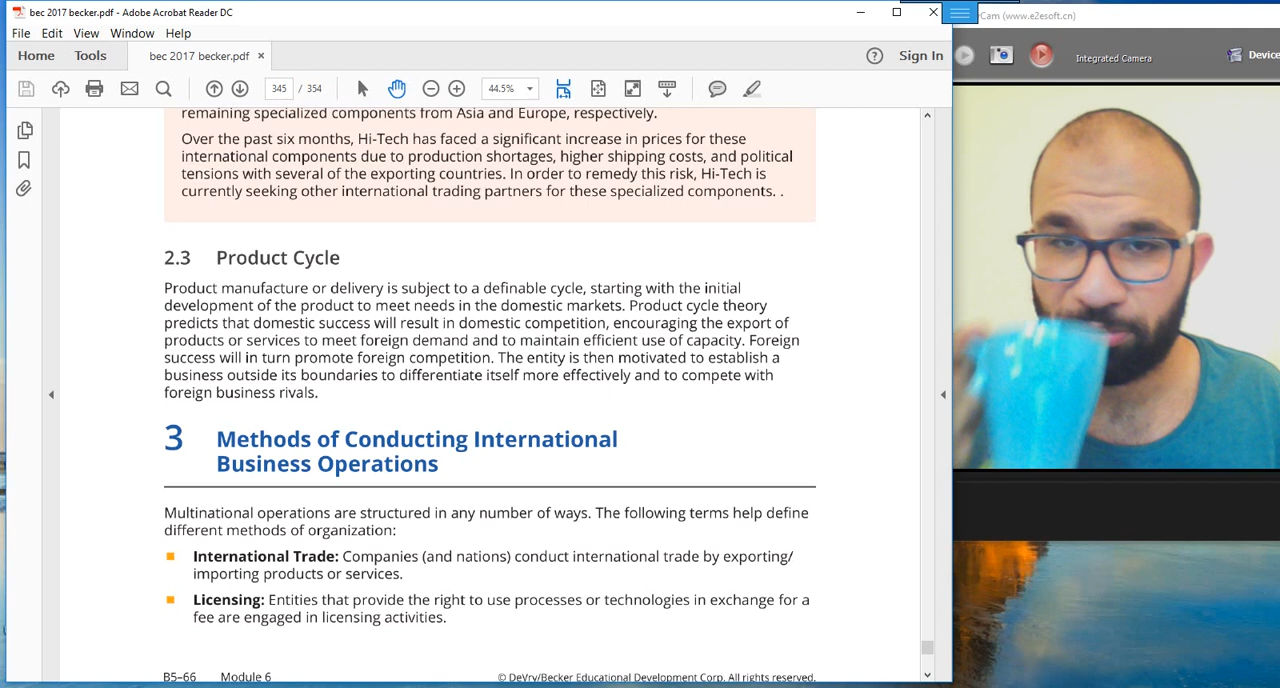 bec 2017 becker.pdf - Adobe Acrobat Reader DC
Cam (www.e2esoft.cn)
File Edit View Window Help
Home Tools bec 2017 becker.pdf × Sign In
Integrated Camera Device
345 / 354 44.5%
remaining specialized components from Asia and Europe, respectively.
Over the past six months, Hi-Tech has faced a significant increase in prices for these
international components due to production shortages, higher shipping costs, and political
tensions with several of the exporting countries. In order to remedy this risk, Hi-Tech is
currently seeking other international trading partners for these specialized components. .
2.3 Product Cycle
Product manufacture or delivery is subject to a definable cycle, starting with the initial
development of the product to meet needs in the domestic markets. Product cycle theory
predicts that domestic success will result in domestic competition, encouraging the export of
products or services to meet foreign demand and to maintain efficient use of capacity. Foreign
success will in turn promote foreign competition. The entity is then motivated to establish a
business outside its boundaries to differentiate itself more effectively and to compete with
foreign business rivals.
3 Methods of Conducting International
Business Operations
Multinational operations are structured in any number of ways. The following terms help define
different methods of organization:
International Trade: Companies (and nations) conduct international trade by exporting/
importing products or services.
Licensing: Entities that provide the right to use processes or technologies in exchange for a
fee are engaged in licensing activities.
B5–66 Module 6 © DeVry/Becker Educational Development Corp. All rights reserved.